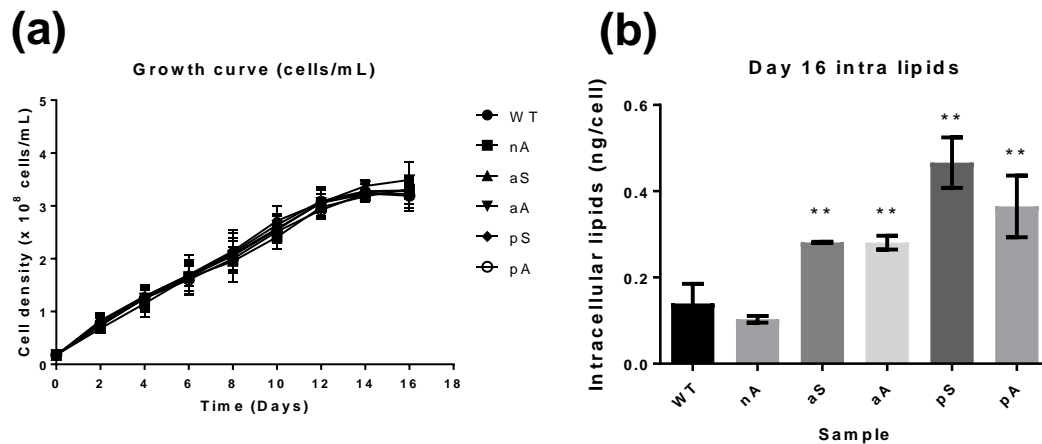 (a)
Growth curve (cells/mL)
Cell density (x 10⁸ cells/mL)
5
4
3
2
1
0
0 2 4 6 8 10 12 14 16 18
Time (Days)
WT
nA
aS
aA
pS
pA
(b)
Day 16 intra lipids
Intracellular lipids (ng/cell)
0.6
0.4
0.2
0.0
** ** ** **
WT nA aS aA pS pA
Sample